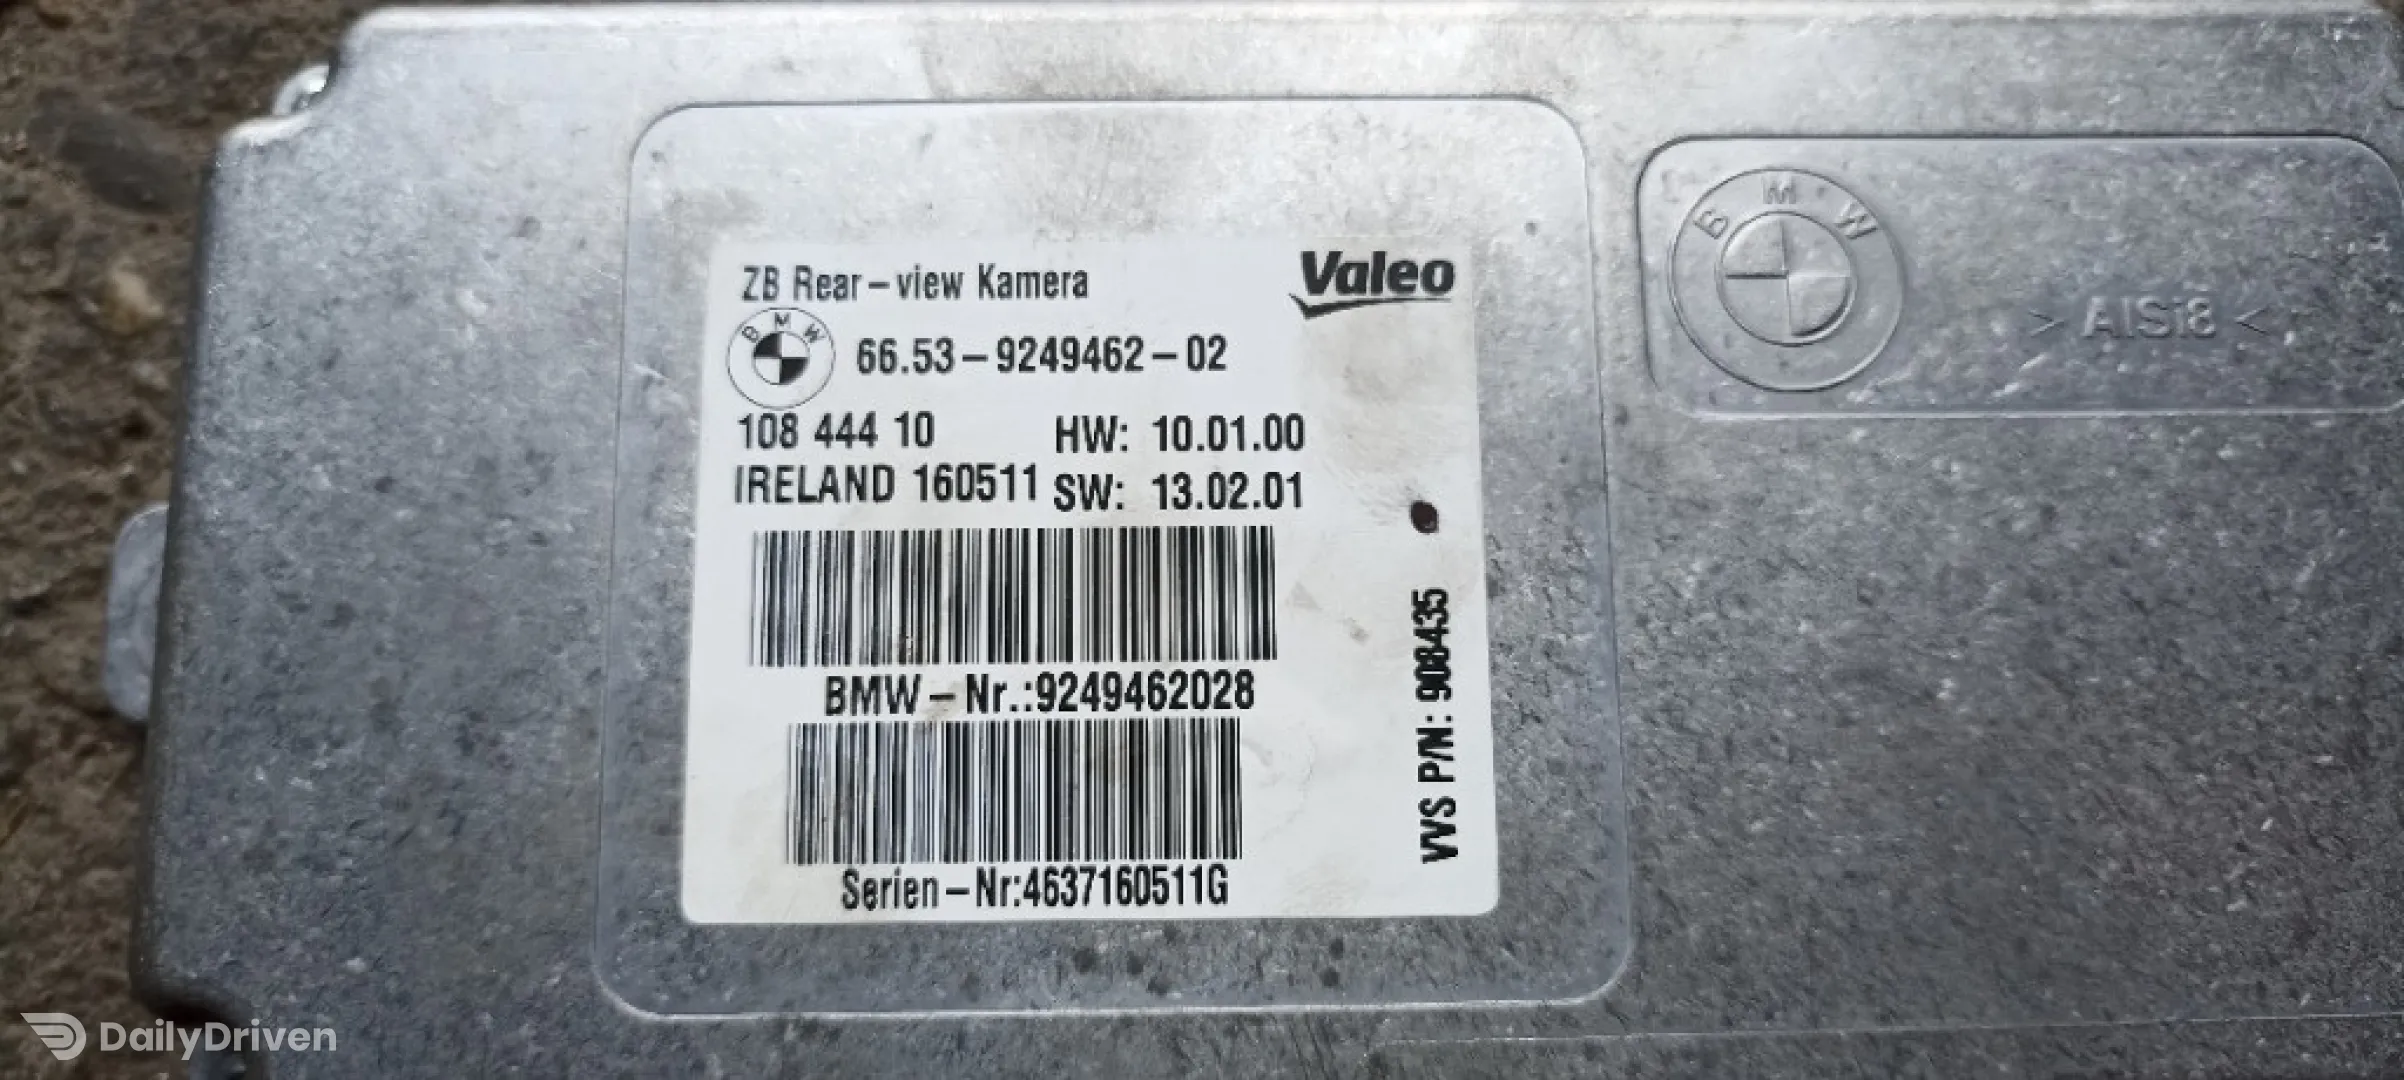 ZB Rear-view Kamera
Valeo
BMW
66.53-9249462-02
108 444 10
HW: 10.01.00
IRELAND 160511
SW: 13.02.01
BMW-Nr.:9249462028
Serien-Nr:4637160511G
VVS P/N: 908435
BMW
> AlSi8 <
DailyDriven